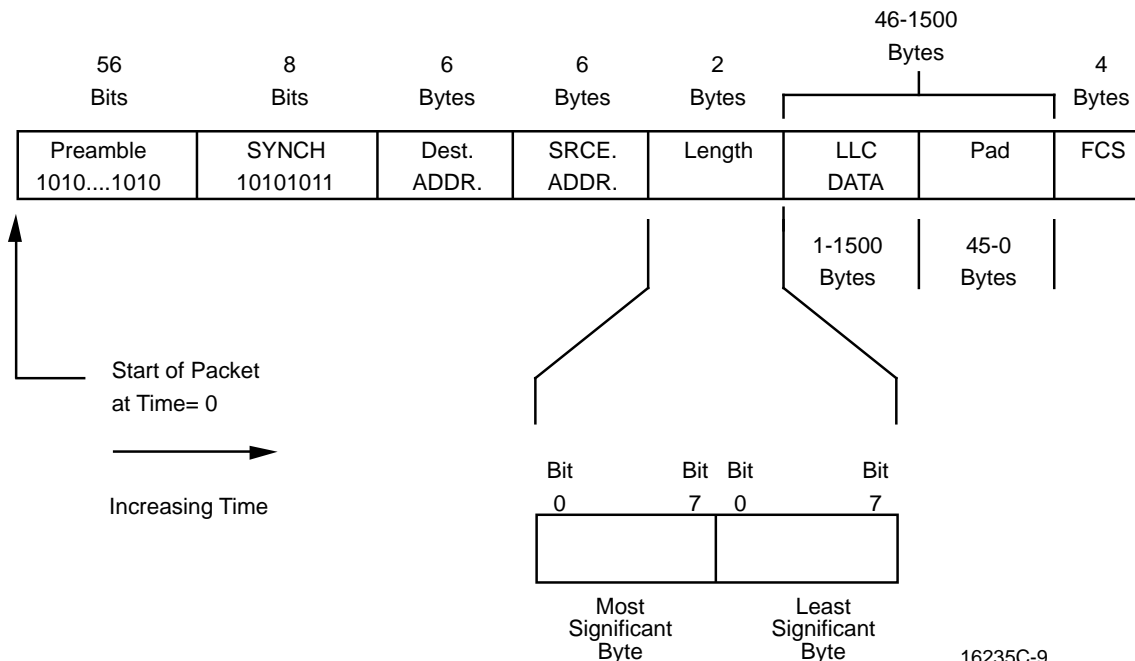 46-1500
Bytes
56
Bits
8
Bits
6
Bytes
6
Bytes
2
Bytes
4
Bytes
Preamble
1010....1010
SYNCH
10101011
Dest.
ADDR.
SRCE.
ADDR.
Length
LLC
DATA
Pad
FCS
1-1500
Bytes
45-0
Bytes
Start of Packet
at Time= 0
Increasing Time
Bit
0
Bit
7
Bit
0
Bit
7
Most
Significant
Byte
Least
Significant
Byte
16235C-9